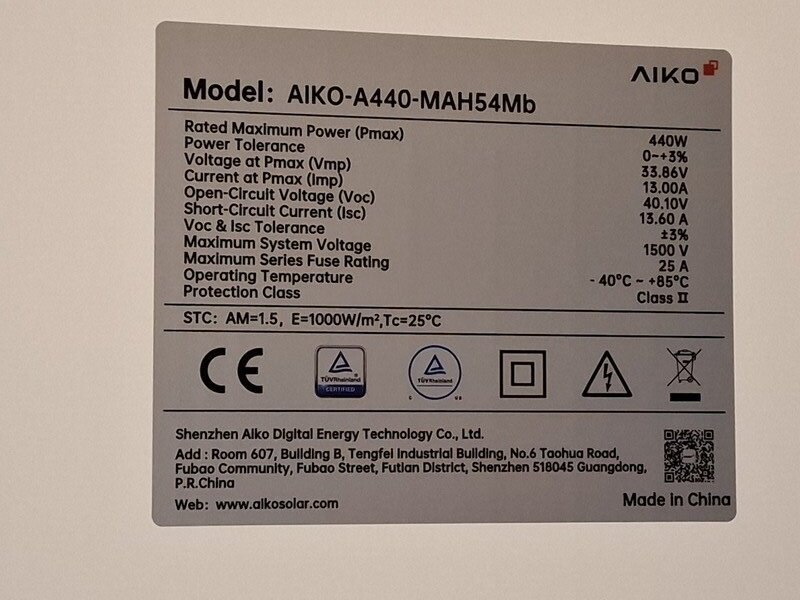 AIKO
Model: AIKO-A440-MAH54Mb
Rated Maximum Power (Pmax) 440W
Power Tolerance 0~+3%
Voltage at Pmax (Vmp) 33.86V
Current at Pmax (Imp) 13.00A
Open-Circuit Voltage (Voc) 40.10V
Short-Circuit Current (Isc) 13.60 A
Voc & Isc Tolerance ±3%
Maximum System Voltage 1500 V
Maximum Series Fuse Rating 25 A
Operating Temperature - 40°C ~ +85°C
Protection Class Class II
STC: AM=1.5, E=1000W/m²,Tc=25°C
CE
TÜVRheinland
CERTIFIED
TÜVRheinland
C US
Shenzhen Aiko Digital Energy Technology Co., Ltd.
Add : Room 607, Building B, Tengfei Industrial Building, No.6 Taohua Road,
Fubao Community, Fubao Street, Futian District, Shenzhen 518045 Guangdong,
P.R.China
Web: www.aikosolar.com
Made in China